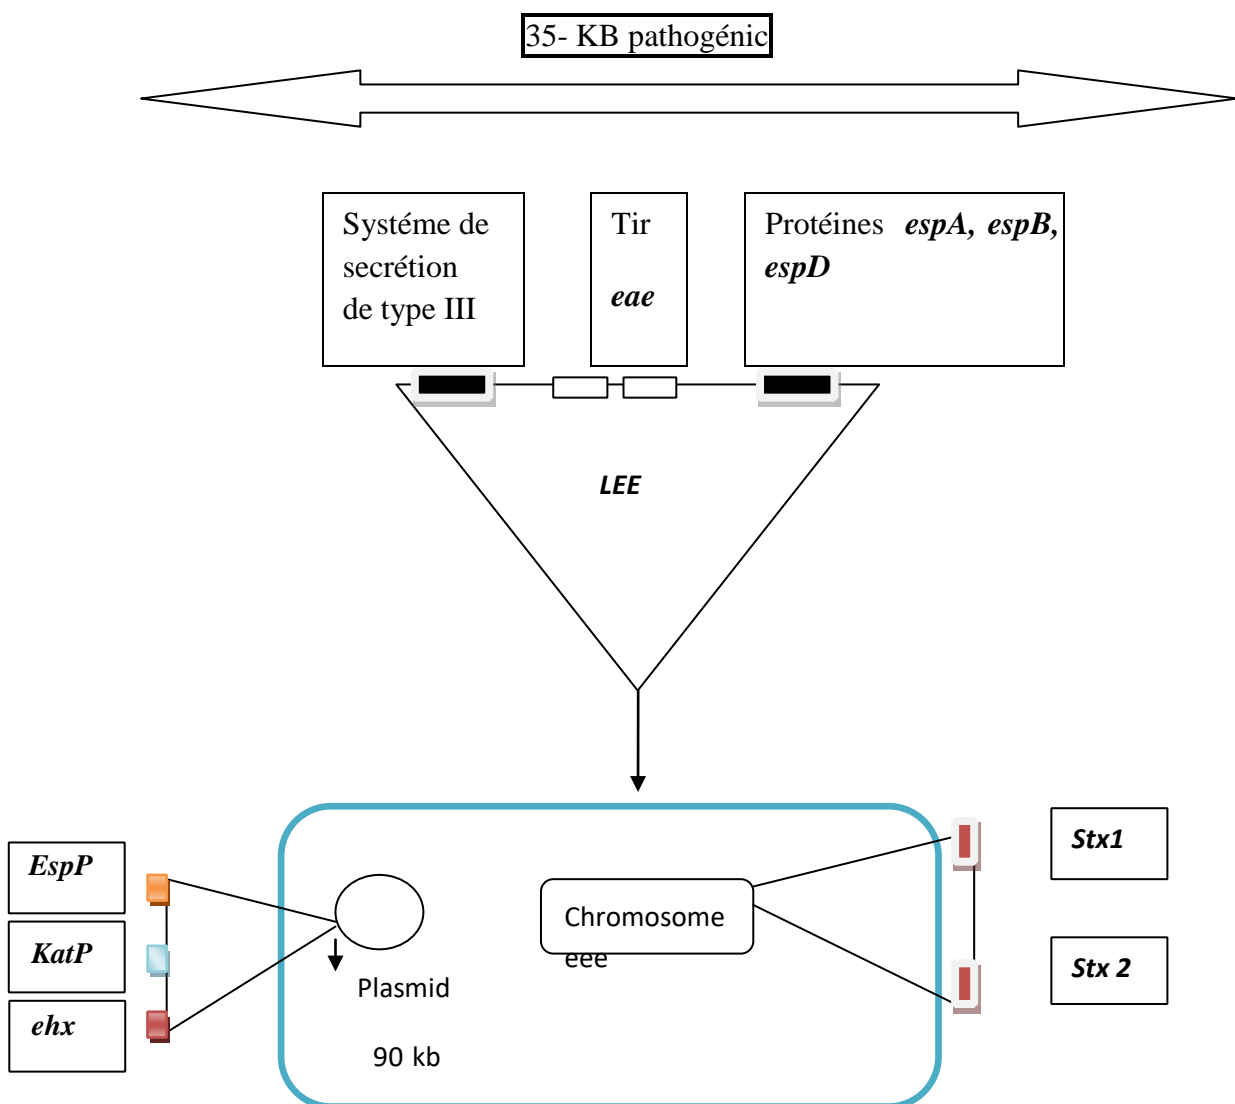 35- KB pathogénic
Systéme de
secrétion
de type III
Tir
eae
Protéines espA, espB,
espD
LEE
EspP
KatP
ehx
Plasmid
90 kb
Chromosome
eee
Stx1
Stx 2